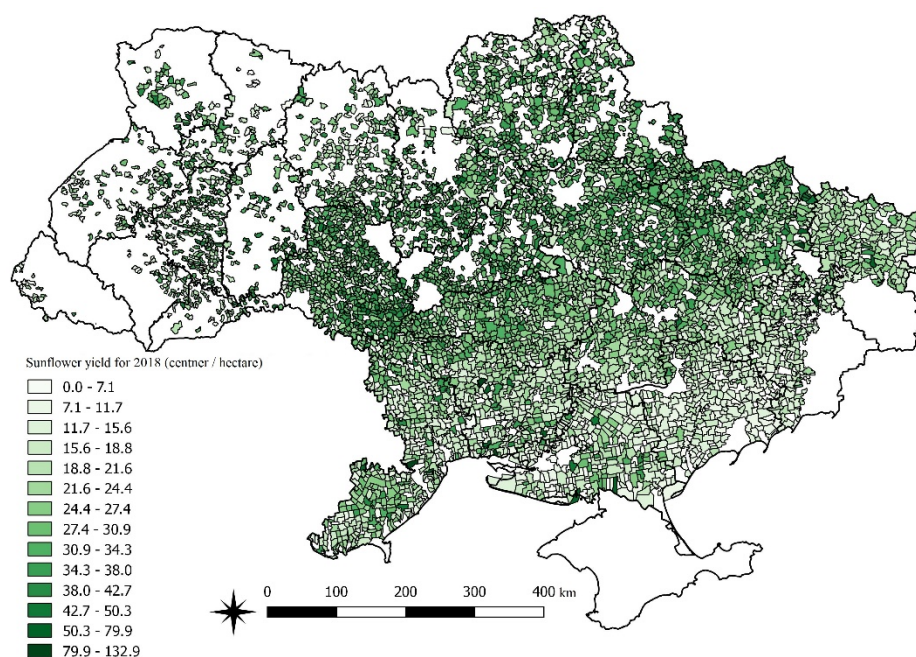 Sunflower yield for 2018 (centner / hectare)
0.0 - 7.1
7.1 - 11.7
11.7 - 15.6
15.6 - 18.8
18.8 - 21.6
21.6 - 24.4
24.4 - 27.4
27.4 - 30.9
30.9 - 34.3
34.3 - 38.0
38.0 - 42.7
42.7 - 50.3
50.3 - 79.9
79.9 - 132.9
0 100 200 300 400 km